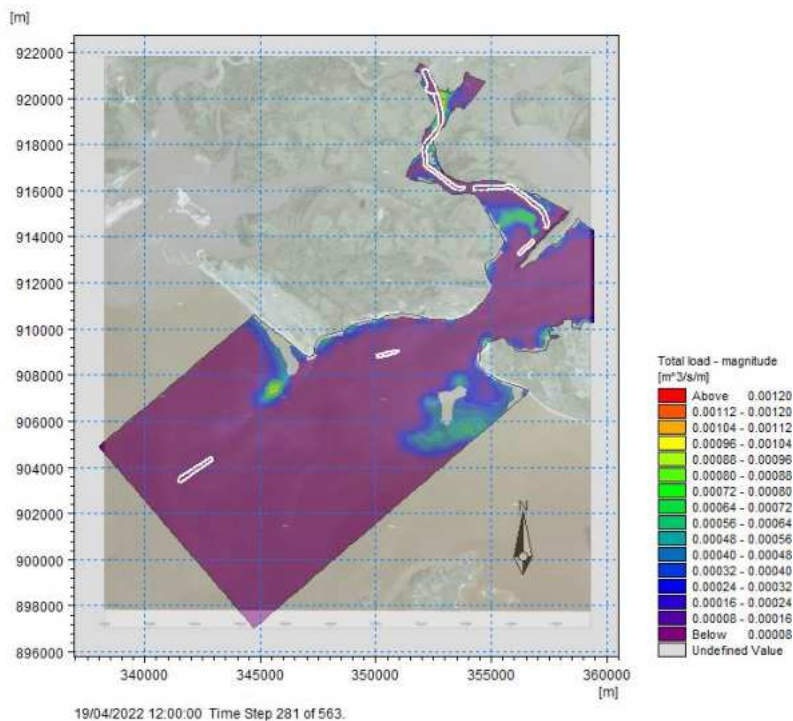 [m]
922000
920000
918000
916000
914000
912000
910000
908000
906000
904000
902000
900000
898000
896000
N
340000
345000
350000
355000
360000
[m]
19/04/2022 12:00:00 Time Step 281 of 563.
Total load - magnitude
[m^3/s/m]
Above 0.00120
0.00112 - 0.00120
0.00104 - 0.00112
0.00096 - 0.00104
0.00088 - 0.00096
0.00080 - 0.00088
0.00072 - 0.00080
0.00064 - 0.00072
0.00056 - 0.00064
0.00048 - 0.00056
0.00040 - 0.00048
0.00032 - 0.00040
0.00024 - 0.00032
0.00016 - 0.00024
0.00008 - 0.00016
Below 0.00008
Undefined Value